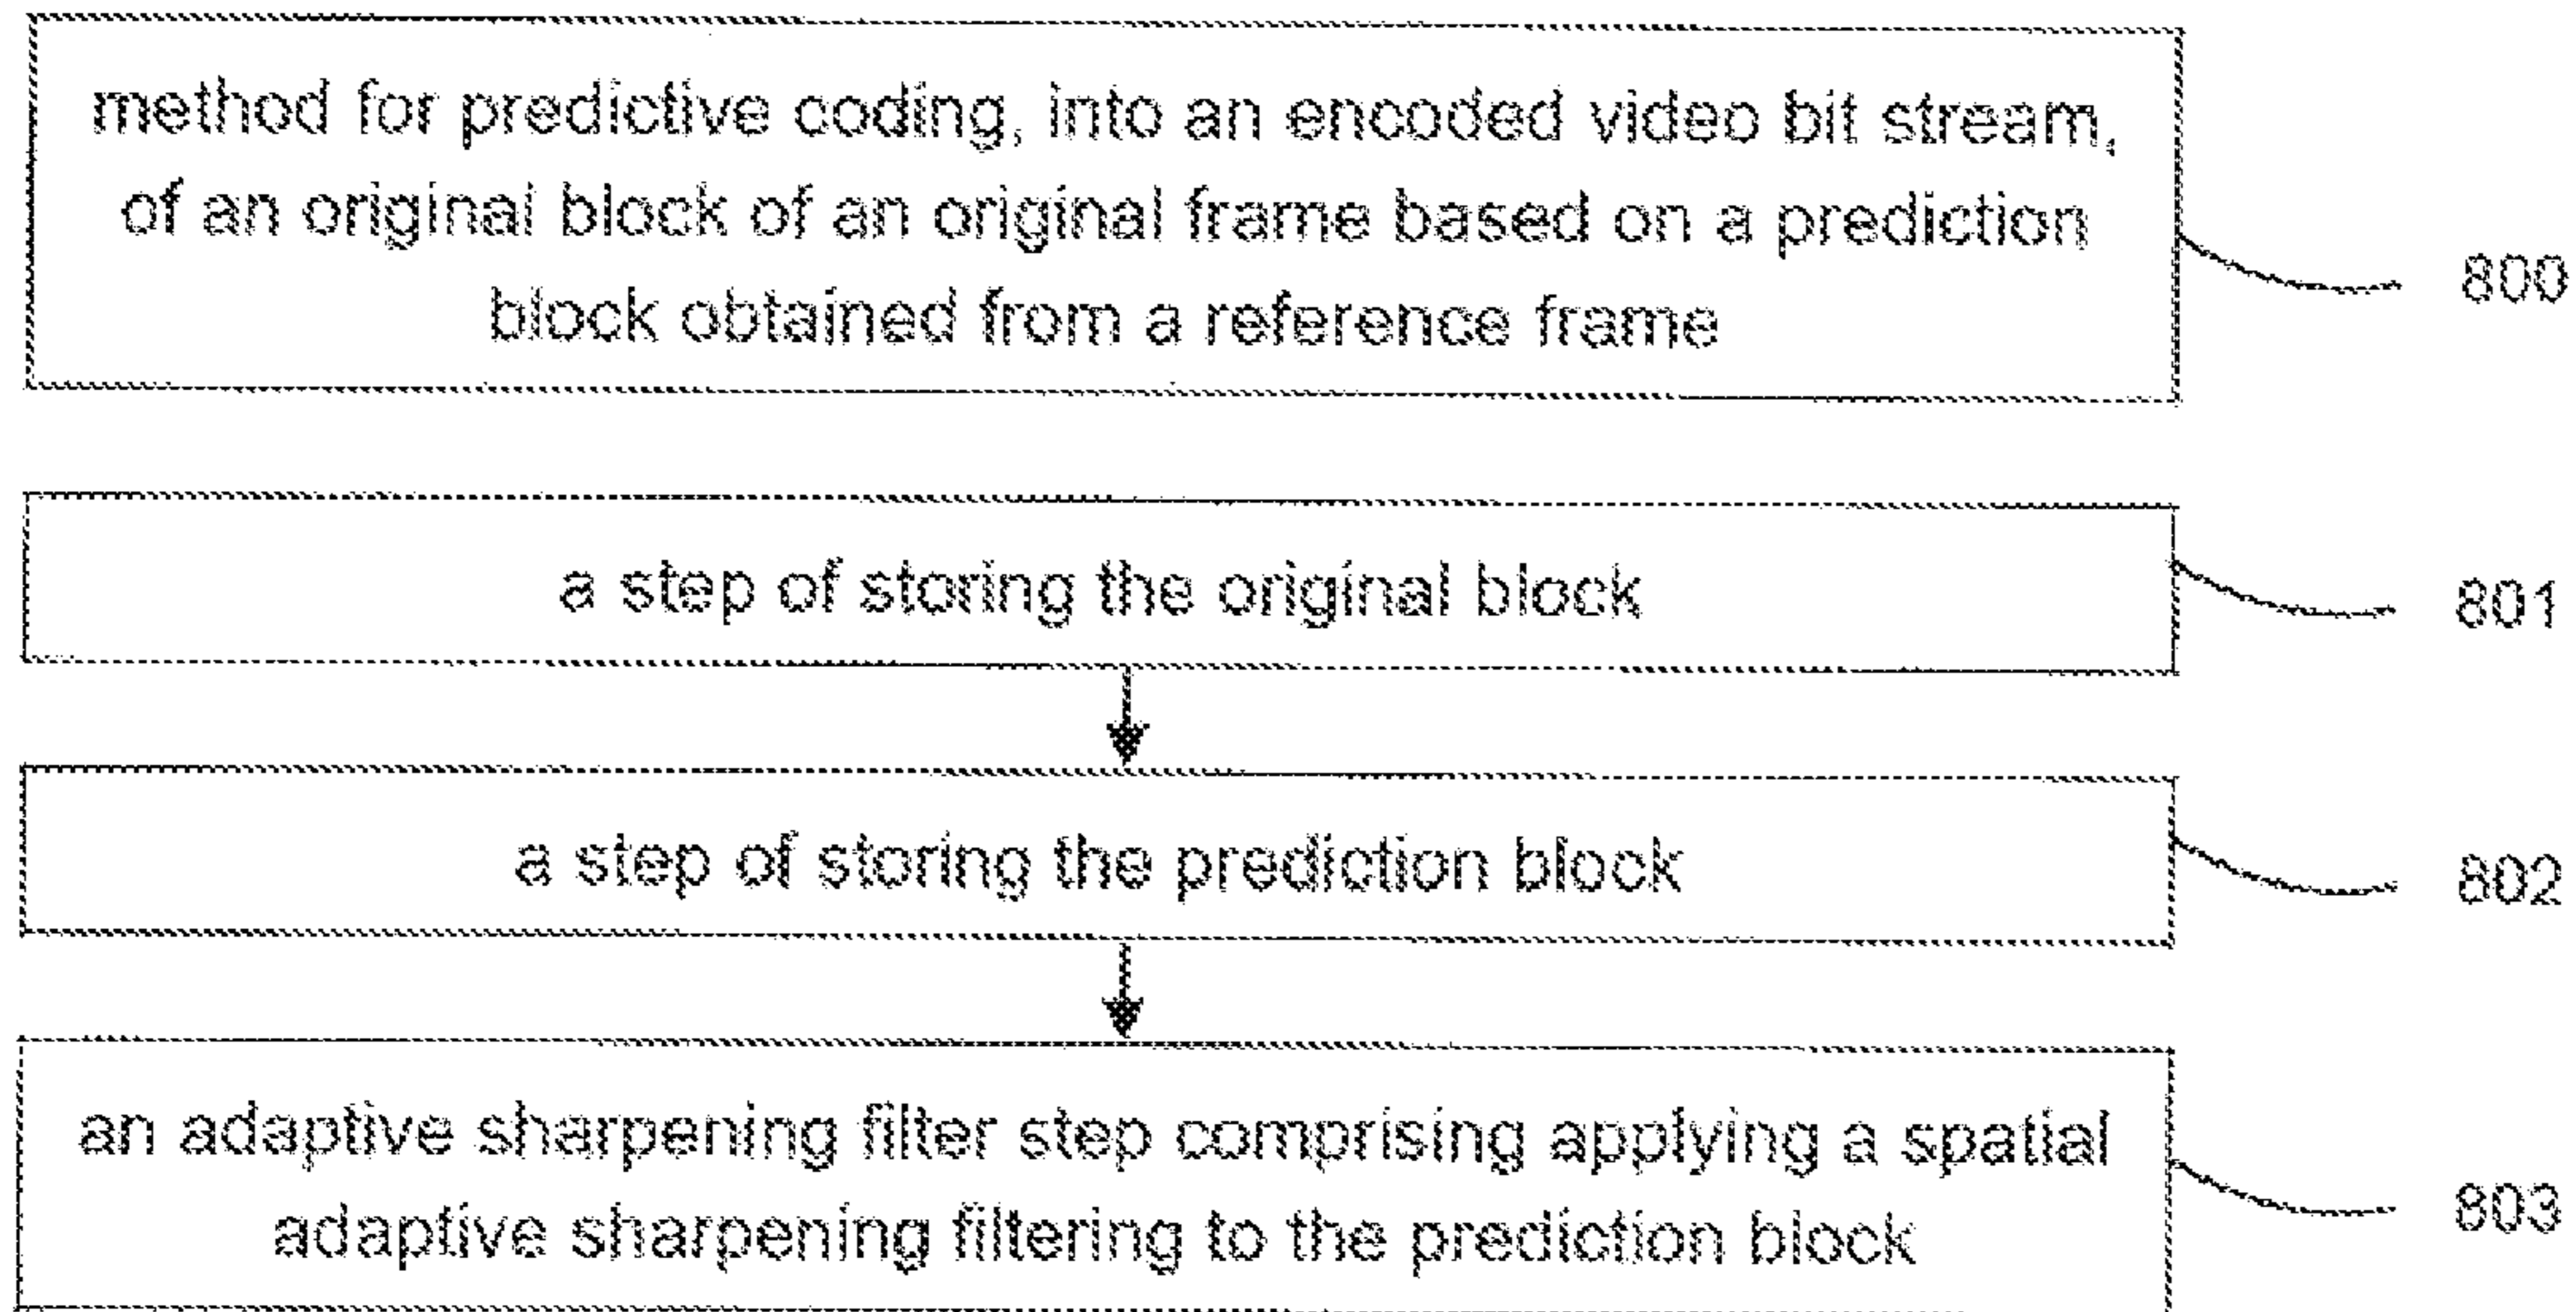 method for predictive coding, into an encoded video bit stream,
of an original block of an original frame based on a prediction
block obtained from a reference frame
800
a step of storing the original block
801
a step of storing the prediction block
802
an adaptive sharpening filter step comprising applying a spatial
adaptive sharpening filtering to the prediction block
803